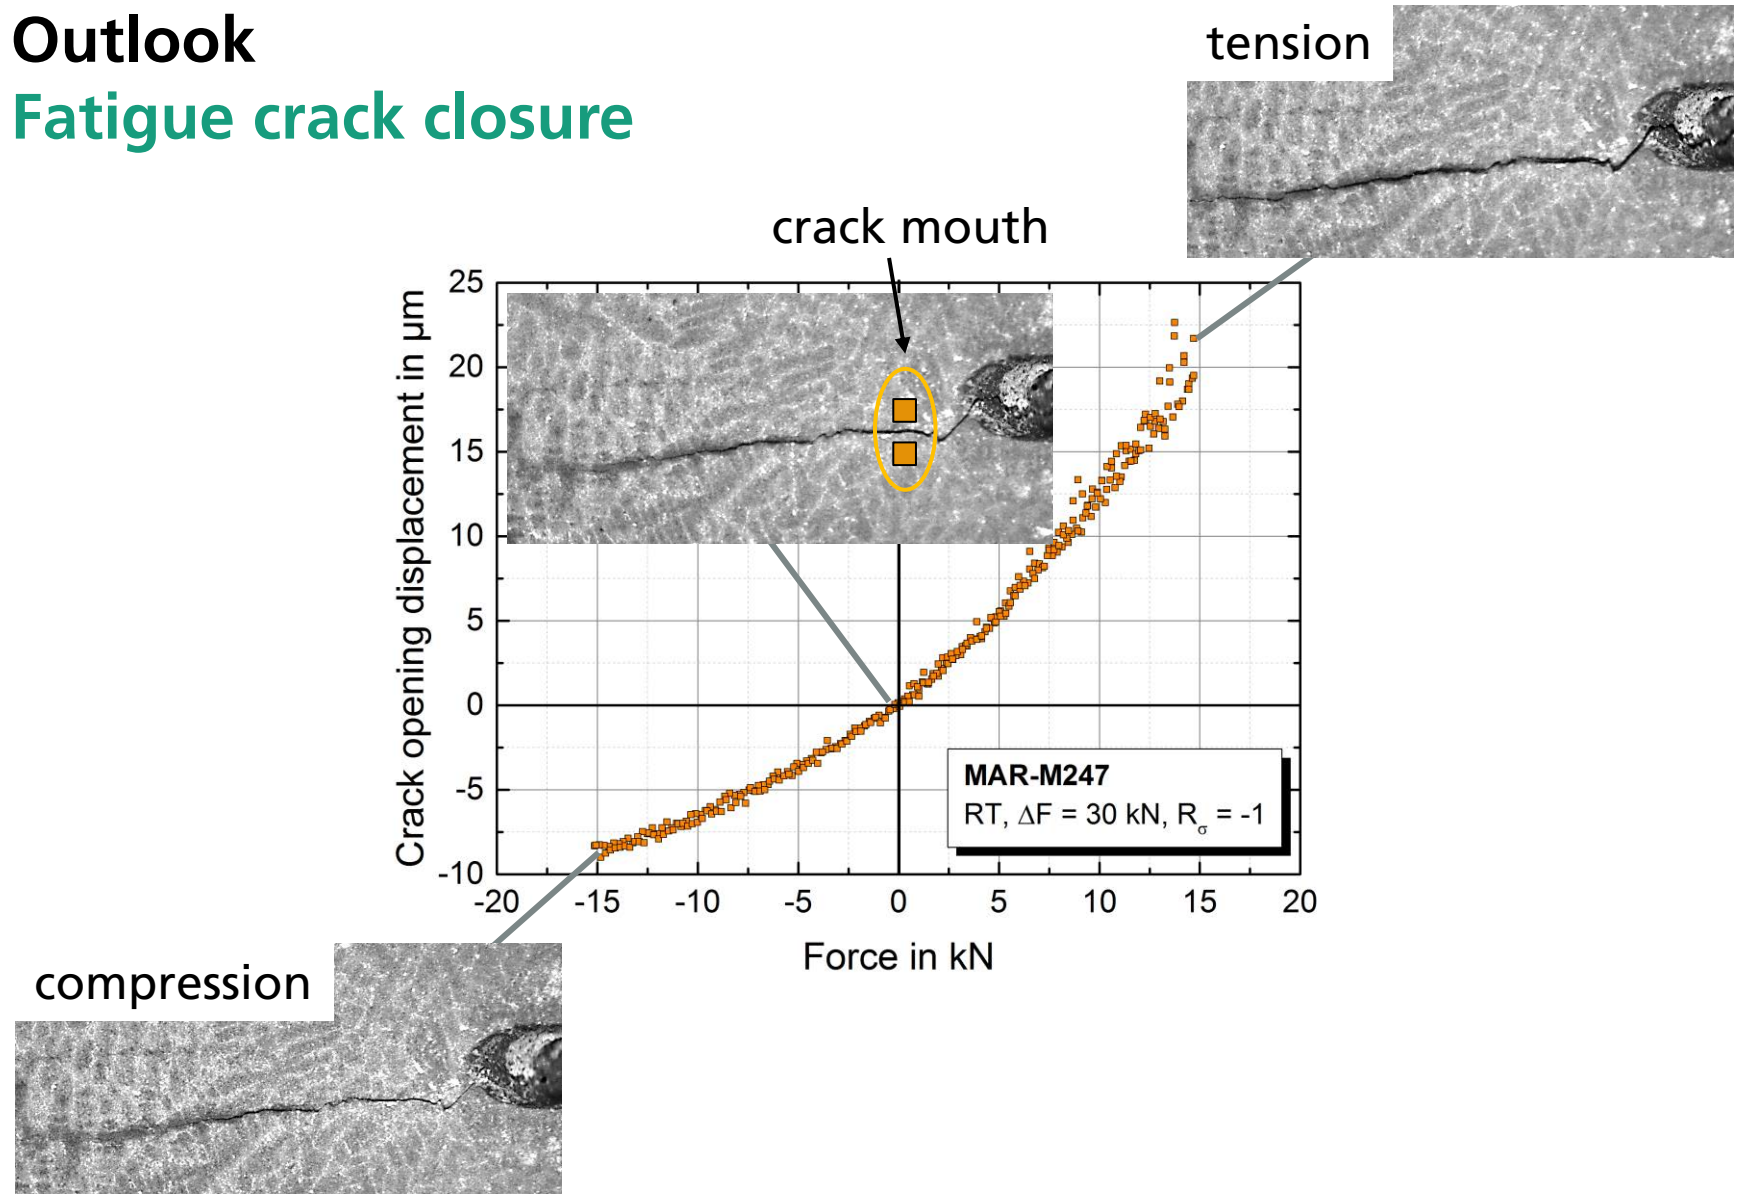 Outlook
Fatigue crack closure
tension
crack mouth
Crack opening displacement in µm
25
20
15
10
5
0
-5
-10
-20
-15
-10
-5
0
5
10
15
20
Force in kN
MAR-M247
RT, ΔF = 30 kN, Rσ = -1
compression